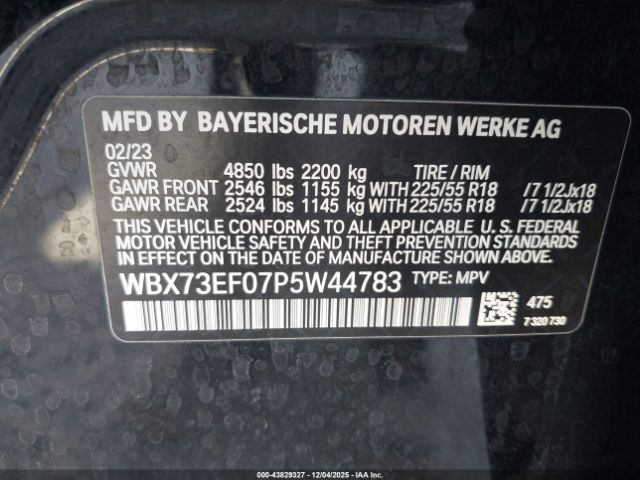 MFD BY BAYERISCHE MOTOREN WERKE AG
02/23
GVWR 4850 lbs 2200 kg TIRE / RIM
GAWR FRONT 2546 lbs 1155 kg WITH 225/55 R18 /7 1/2Jx18
GAWR REAR 2524 lbs 1145 kg WITH 225/55 R18 /7 1/2Jx18
THIS VEHICLE CONFORMS TO ALL APPLICABLE U. S. FEDERAL
MOTOR VEHICLE SAFETY AND THEFT PREVENTION STANDARDS
IN EFFECT ON THE DATE OF MANUFACTURE SHOWN ABOVE.
WBX73EF07P5W44783 TYPE: MPV
475
7 320 730
000-43829327 - 12/04/2025 - IAA Inc.